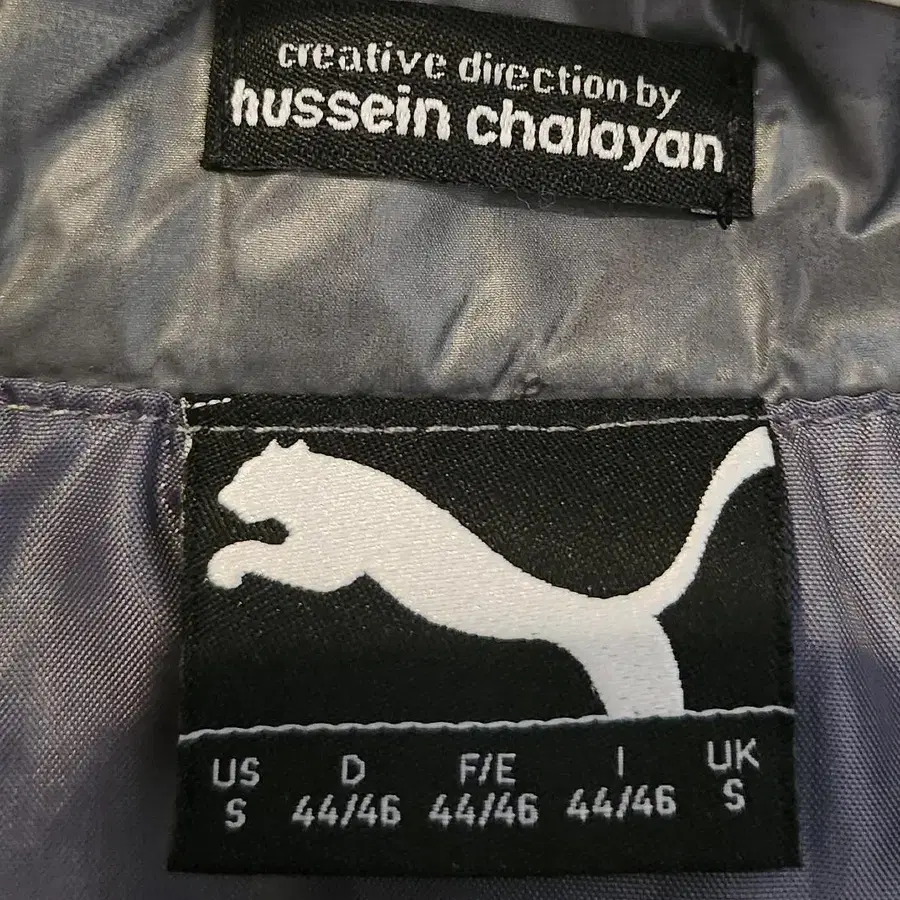 creative direction by
hussein chalayan
US D F/E I UK
S 44/46 44/46 44/46 S